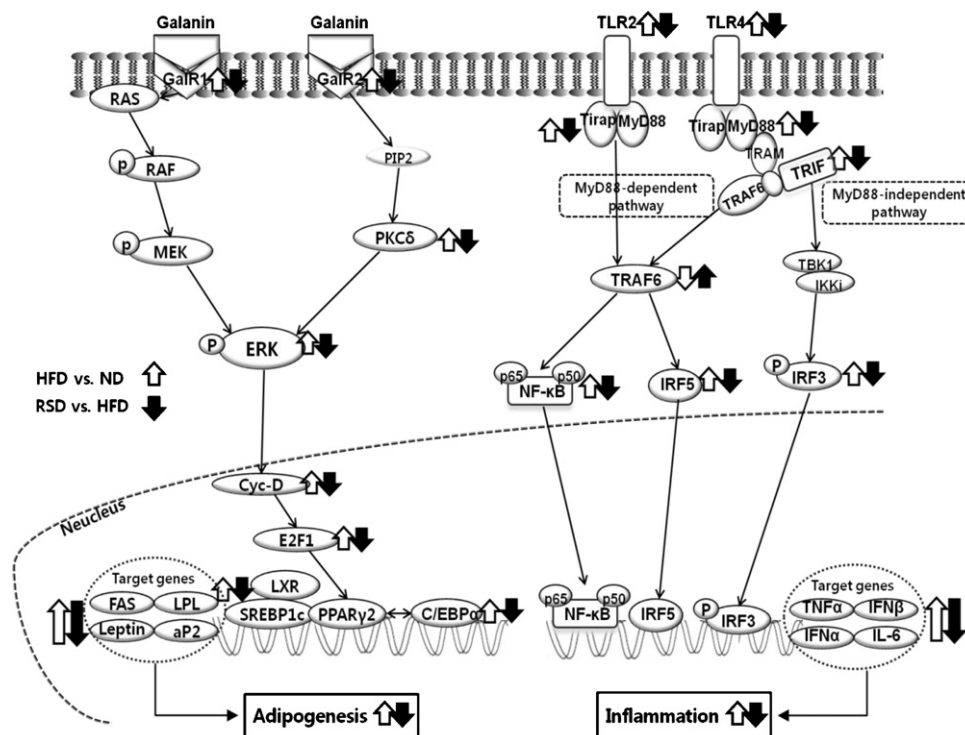 Galanin
Galanin
TLR2
TLR4
GalR1
GalR2
RAS
Tirap
MyD88
Tirap
MyD88
TRAM
TRIF
TRAF6
p
RAF
PIP2
MyD88-dependent
pathway
MyD88-independent
pathway
p
MEK
PKCδ
TBK1
IKKi
TRAF6
P
ERK
HFD vs. ND
RSD vs. HFD
p65
p50
NF-κB
IRF5
P
IRF3
Neucleus
Cyc-D
E2F1
Target genes
FAS
LPL
Leptin
aP2
LXR
SREBP1c
PPARγ2
C/EBPα
p65
p50
NF-κB
IRF5
P
IRF3
Target genes
TNFα
IFNβ
IFNα
IL-6
Adipogenesis
Inflammation